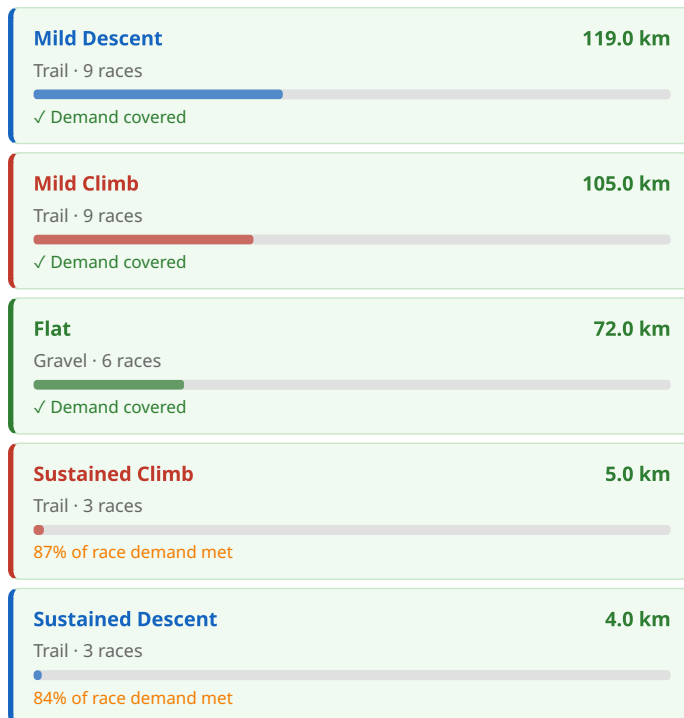 Mild Descent 119.0 km
Trail · 9 races
✓ Demand covered
Mild Climb 105.0 km
Trail · 9 races
✓ Demand covered
Flat 72.0 km
Gravel · 6 races
✓ Demand covered
Sustained Climb 5.0 km
Trail · 3 races
87% of race demand met
Sustained Descent 4.0 km
Trail · 3 races
84% of race demand met